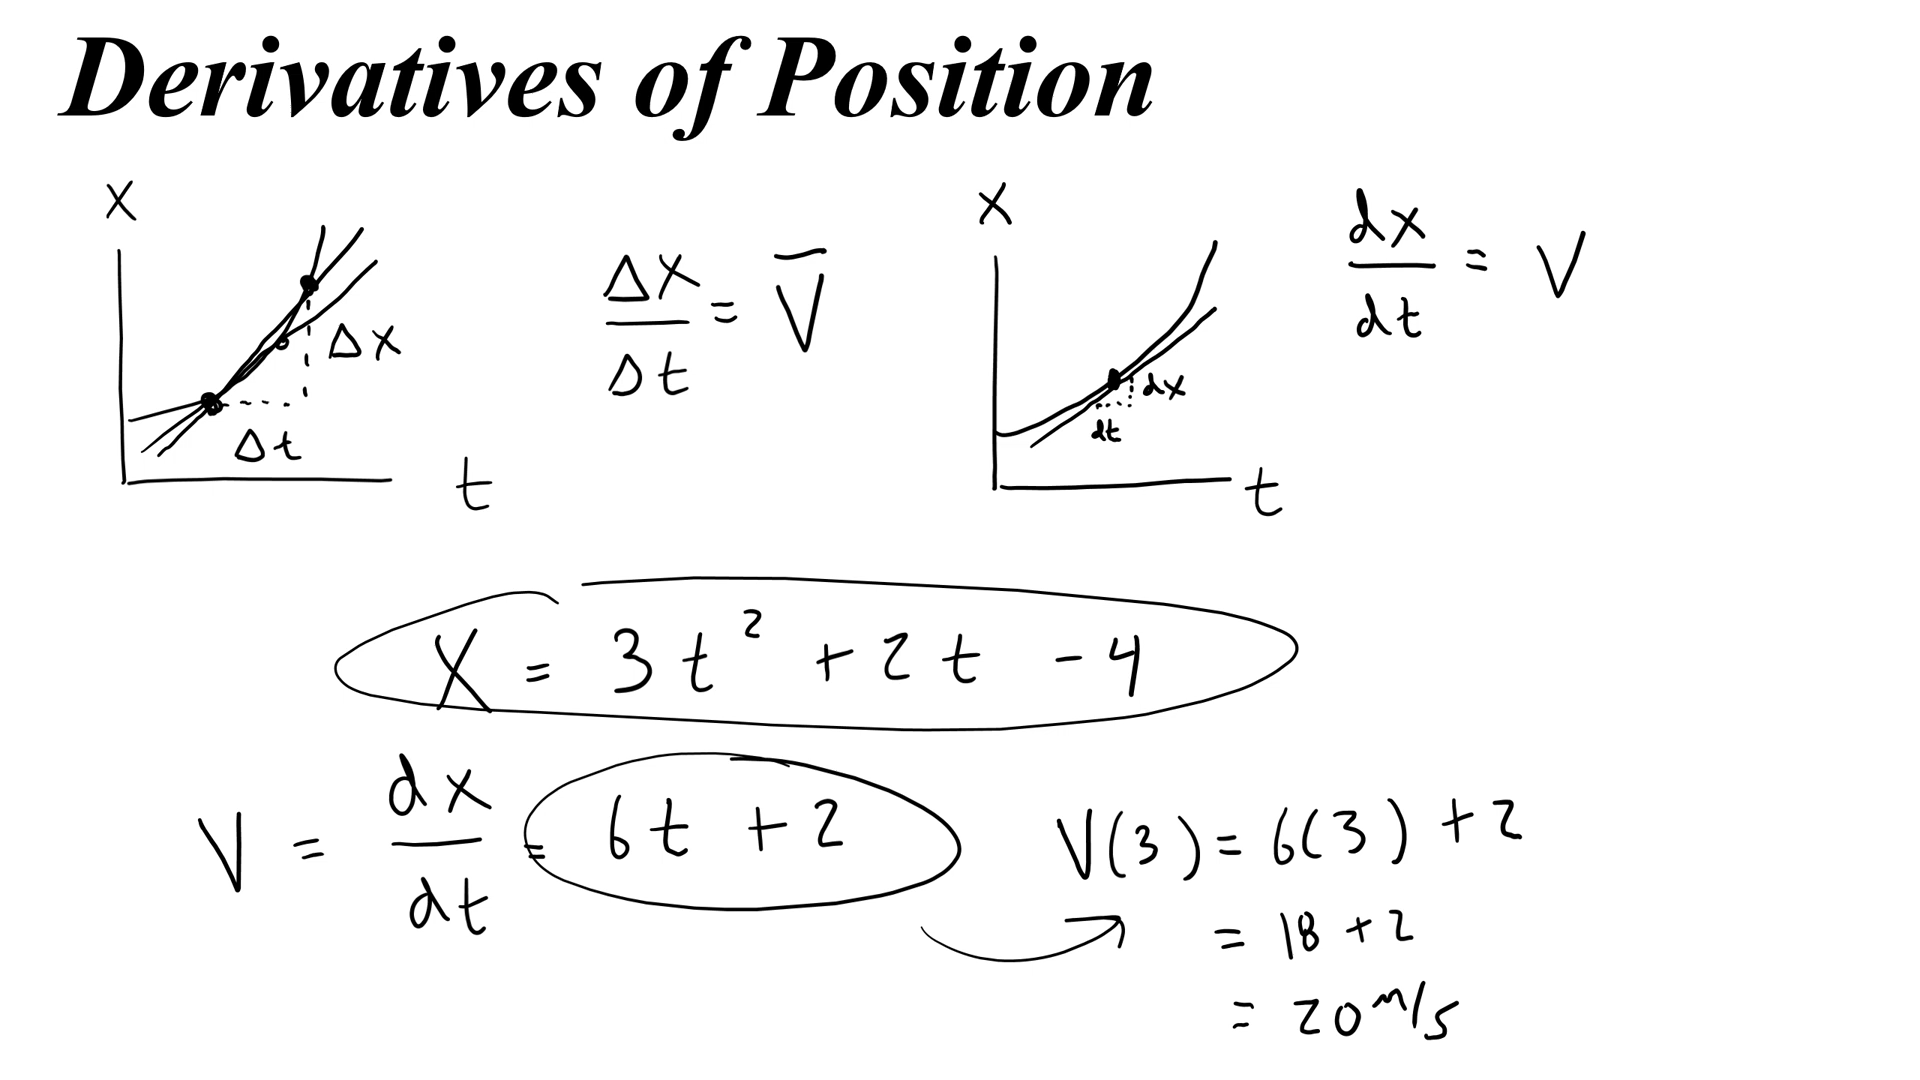 Derivatives of Position
x
Δx
Δt
t
Δx/Δt = V̅
x
dx
dt
t
dx/dt = V
x = 3t² + 2t - 4
V = dx/dt = 6t + 2
V(3) = 6(3) + 2
= 18 + 2
= 20 m/s